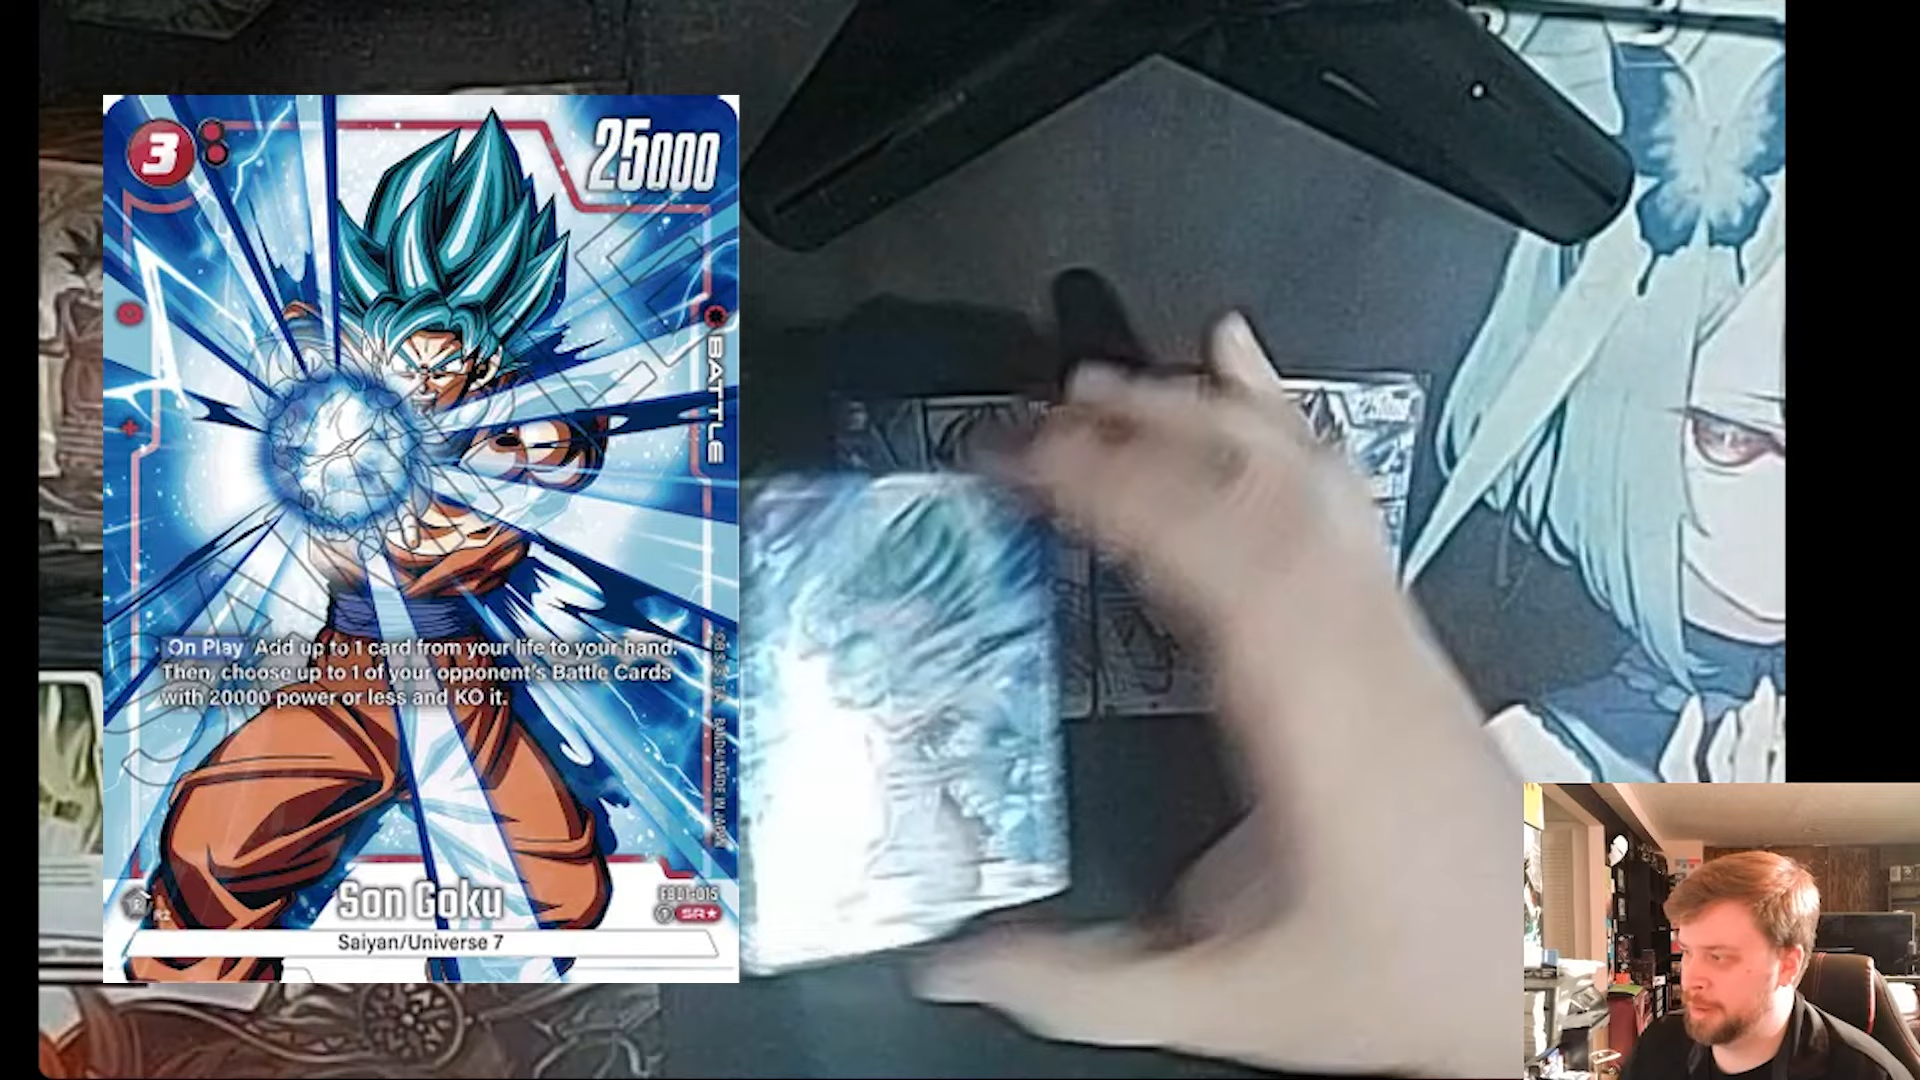 3
25000
BATTLE
SAMPLE
On Play Add up to 1 card from your life to your hand.
Then, choose up to 1 of your opponent's Battle Cards
with 20000 power or less and KO it.
BANDAI MADE IN JAPAN
Son Goku
FB01-015
SR★
Saiyan/Universe 7